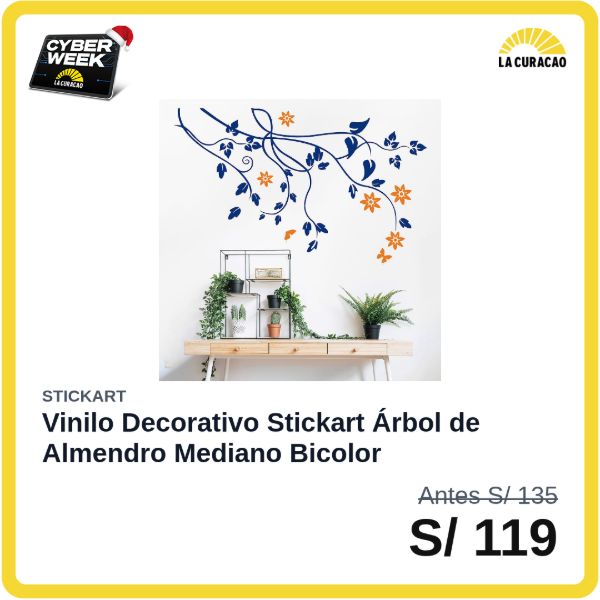 CYBER
WEEK
LA CURACAO
LA CURACAO
STICKART
Vinilo Decorativo Stickart Árbol de
Almendro Mediano Bicolor
Antes S/ 135
S/ 119